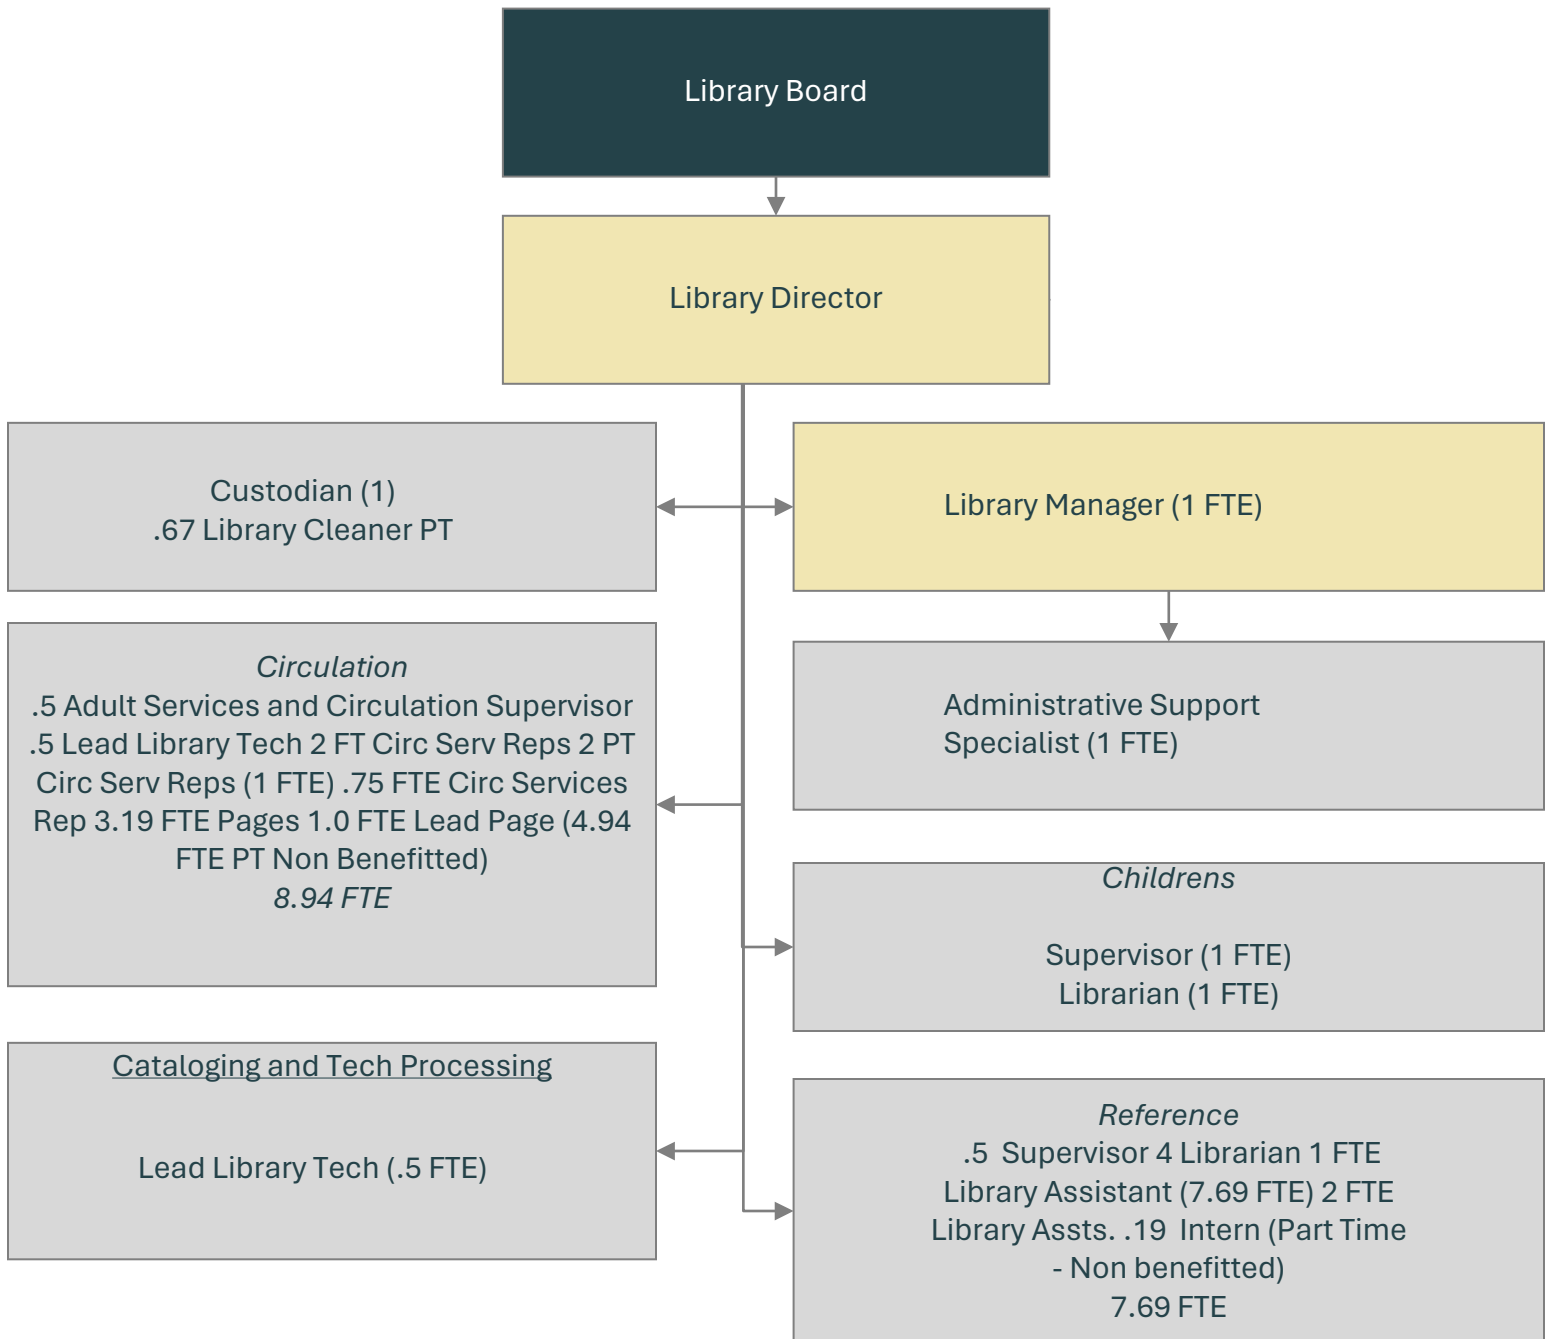 Library Board
Library Director
Custodian (1)
.67 Library Cleaner PT
Library Manager (1 FTE)
Circulation
.5 Adult Services and Circulation Supervisor
.5 Lead Library Tech 2 FT Circ Serv Reps 2 PT
Circ Serv Reps (1 FTE) .75 FTE Circ Services
Rep 3.19 FTE Pages 1.0 FTE Lead Page (4.94
FTE PT Non Benefitted)
8.94 FTE
Administrative Support
Specialist (1 FTE)
Childrens
Supervisor (1 FTE)
Librarian (1 FTE)
Cataloging and Tech Processing
Lead Library Tech (.5 FTE)
Reference
.5  Supervisor 4 Librarian 1 FTE
Library Assistant (7.69 FTE) 2 FTE
Library Assts. .19  Intern (Part Time
- Non benefitted)
7.69 FTE